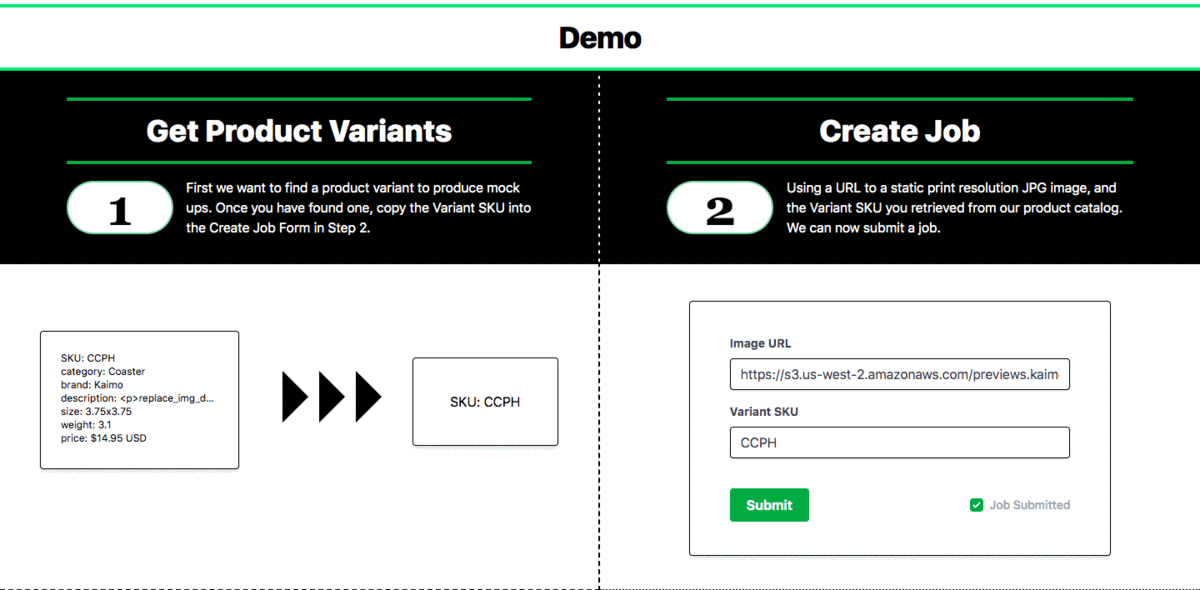 Demo
Get Product Variants
1
First we want to find a product variant to produce mock
ups. Once you have found one, copy the Variant SKU into
the Create Job Form in Step 2.
SKU: CCPH
category: Coaster
brand: Kaimo
description: <p>replace_img_d...
size: 3.75x3.75
weight: 3.1
price: $14.95 USD
SKU: CCPH
Create Job
2
Using a URL to a static print resolution JPG image, and
the Variant SKU you retrieved from our product catalog.
We can now submit a job.
Image URL
https://s3.us-west-2.amazonaws.com/previews.kaim
Variant SKU
CCPH
Submit
Job Submitted